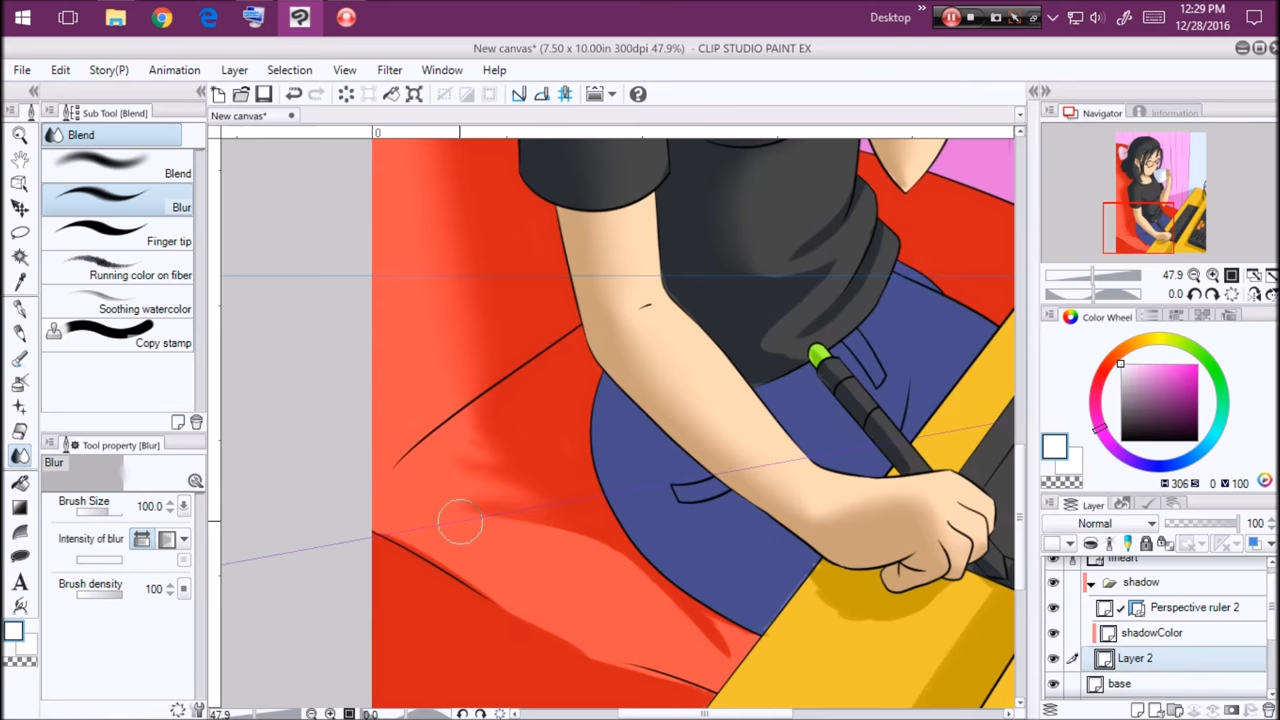 12:29 PM
Desktop
12/28/2016
New canvas* (7.50 x 10.00in 300dpi 47.9%) - CLIP STUDIO PAINT EX
File Edit Story(P) Animation Layer Selection View Filter Window Help
Sub Tool [Blend]
New canvas*
Navigator
Information
Blend
0
Blend
Blur
Finger tip
Running color on fiber
47.9
Soothing watercolor
0.0
Color Wheel
Copy stamp
Tool property [Blur]
Blur
H 306 S 0 V 100
Brush Size 100.0
Layer
Normal 100
Intensity of blur
lineart
Brush density 100
shadow
Perspective ruler 2
shadowColor
Layer 2
base
47.9
0.0